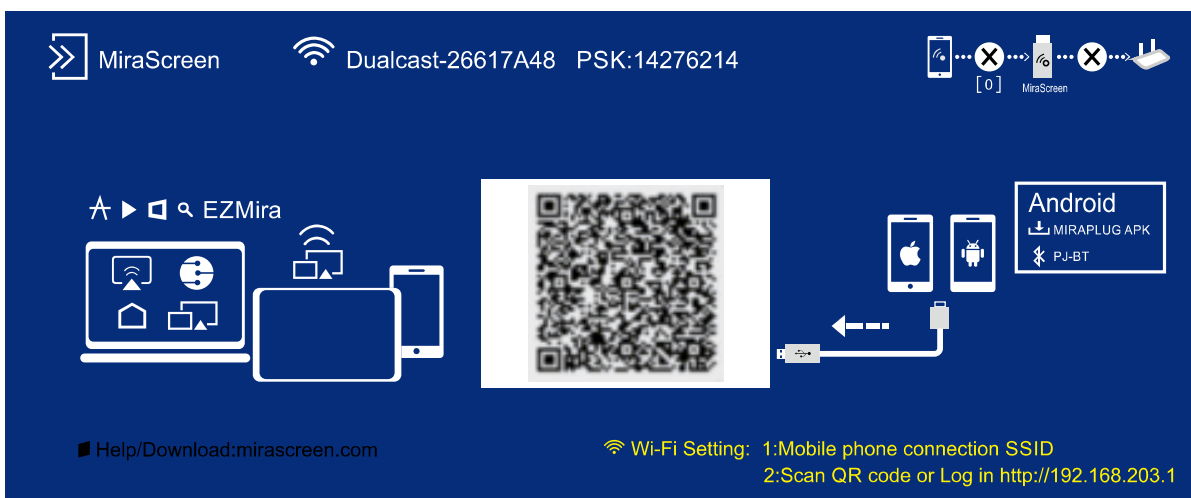 MiraScreen
Dualcast-26617A48 PSK:14276214
[0]
MiraScreen
EZMira
Android
MIRAPLUG APK
PJ-BT
Help/Download:mirascreen.com
Wi-Fi Setting: 1:Mobile phone connection SSID
2:Scan QR code or Log in http://192.168.203.1